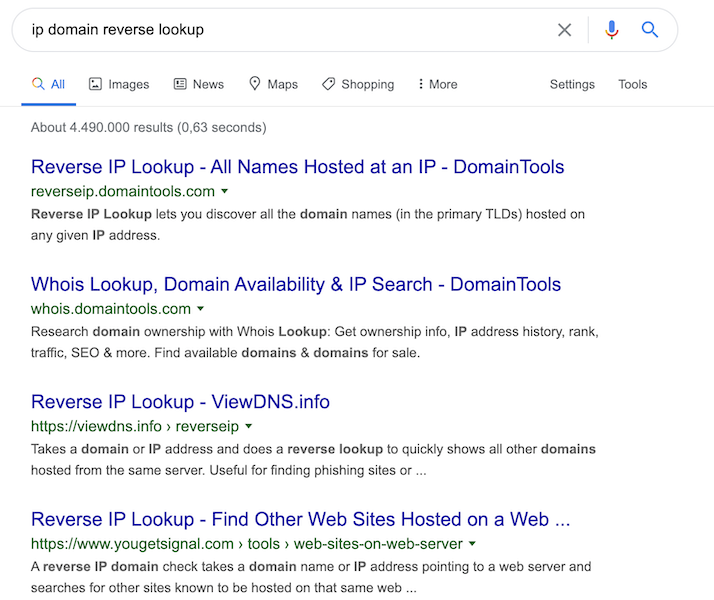 ip domain reverse lookup
All Images News Maps Shopping More Settings Tools
About 4.490.000 results (0,63 seconds)
Reverse IP Lookup - All Names Hosted at an IP - DomainTools
reverseip.domaintools.com
Reverse IP Lookup lets you discover all the domain names (in the primary TLDs) hosted on
any given IP address.
Whois Lookup, Domain Availability & IP Search - DomainTools
whois.domaintools.com
Research domain ownership with Whois Lookup: Get ownership info, IP address history, rank,
traffic, SEO & more. Find available domains & domains for sale.
Reverse IP Lookup - ViewDNS.info
https://viewdns.info › reverseip
Takes a domain or IP address and does a reverse lookup to quickly shows all other domains
hosted from the same server. Useful for finding phishing sites or ...
Reverse IP Lookup - Find Other Web Sites Hosted on a Web ...
https://www.yougetsignal.com › tools › web-sites-on-web-server
A reverse IP domain check takes a domain name or IP address pointing to a web server and
searches for other sites known to be hosted on that same web ...